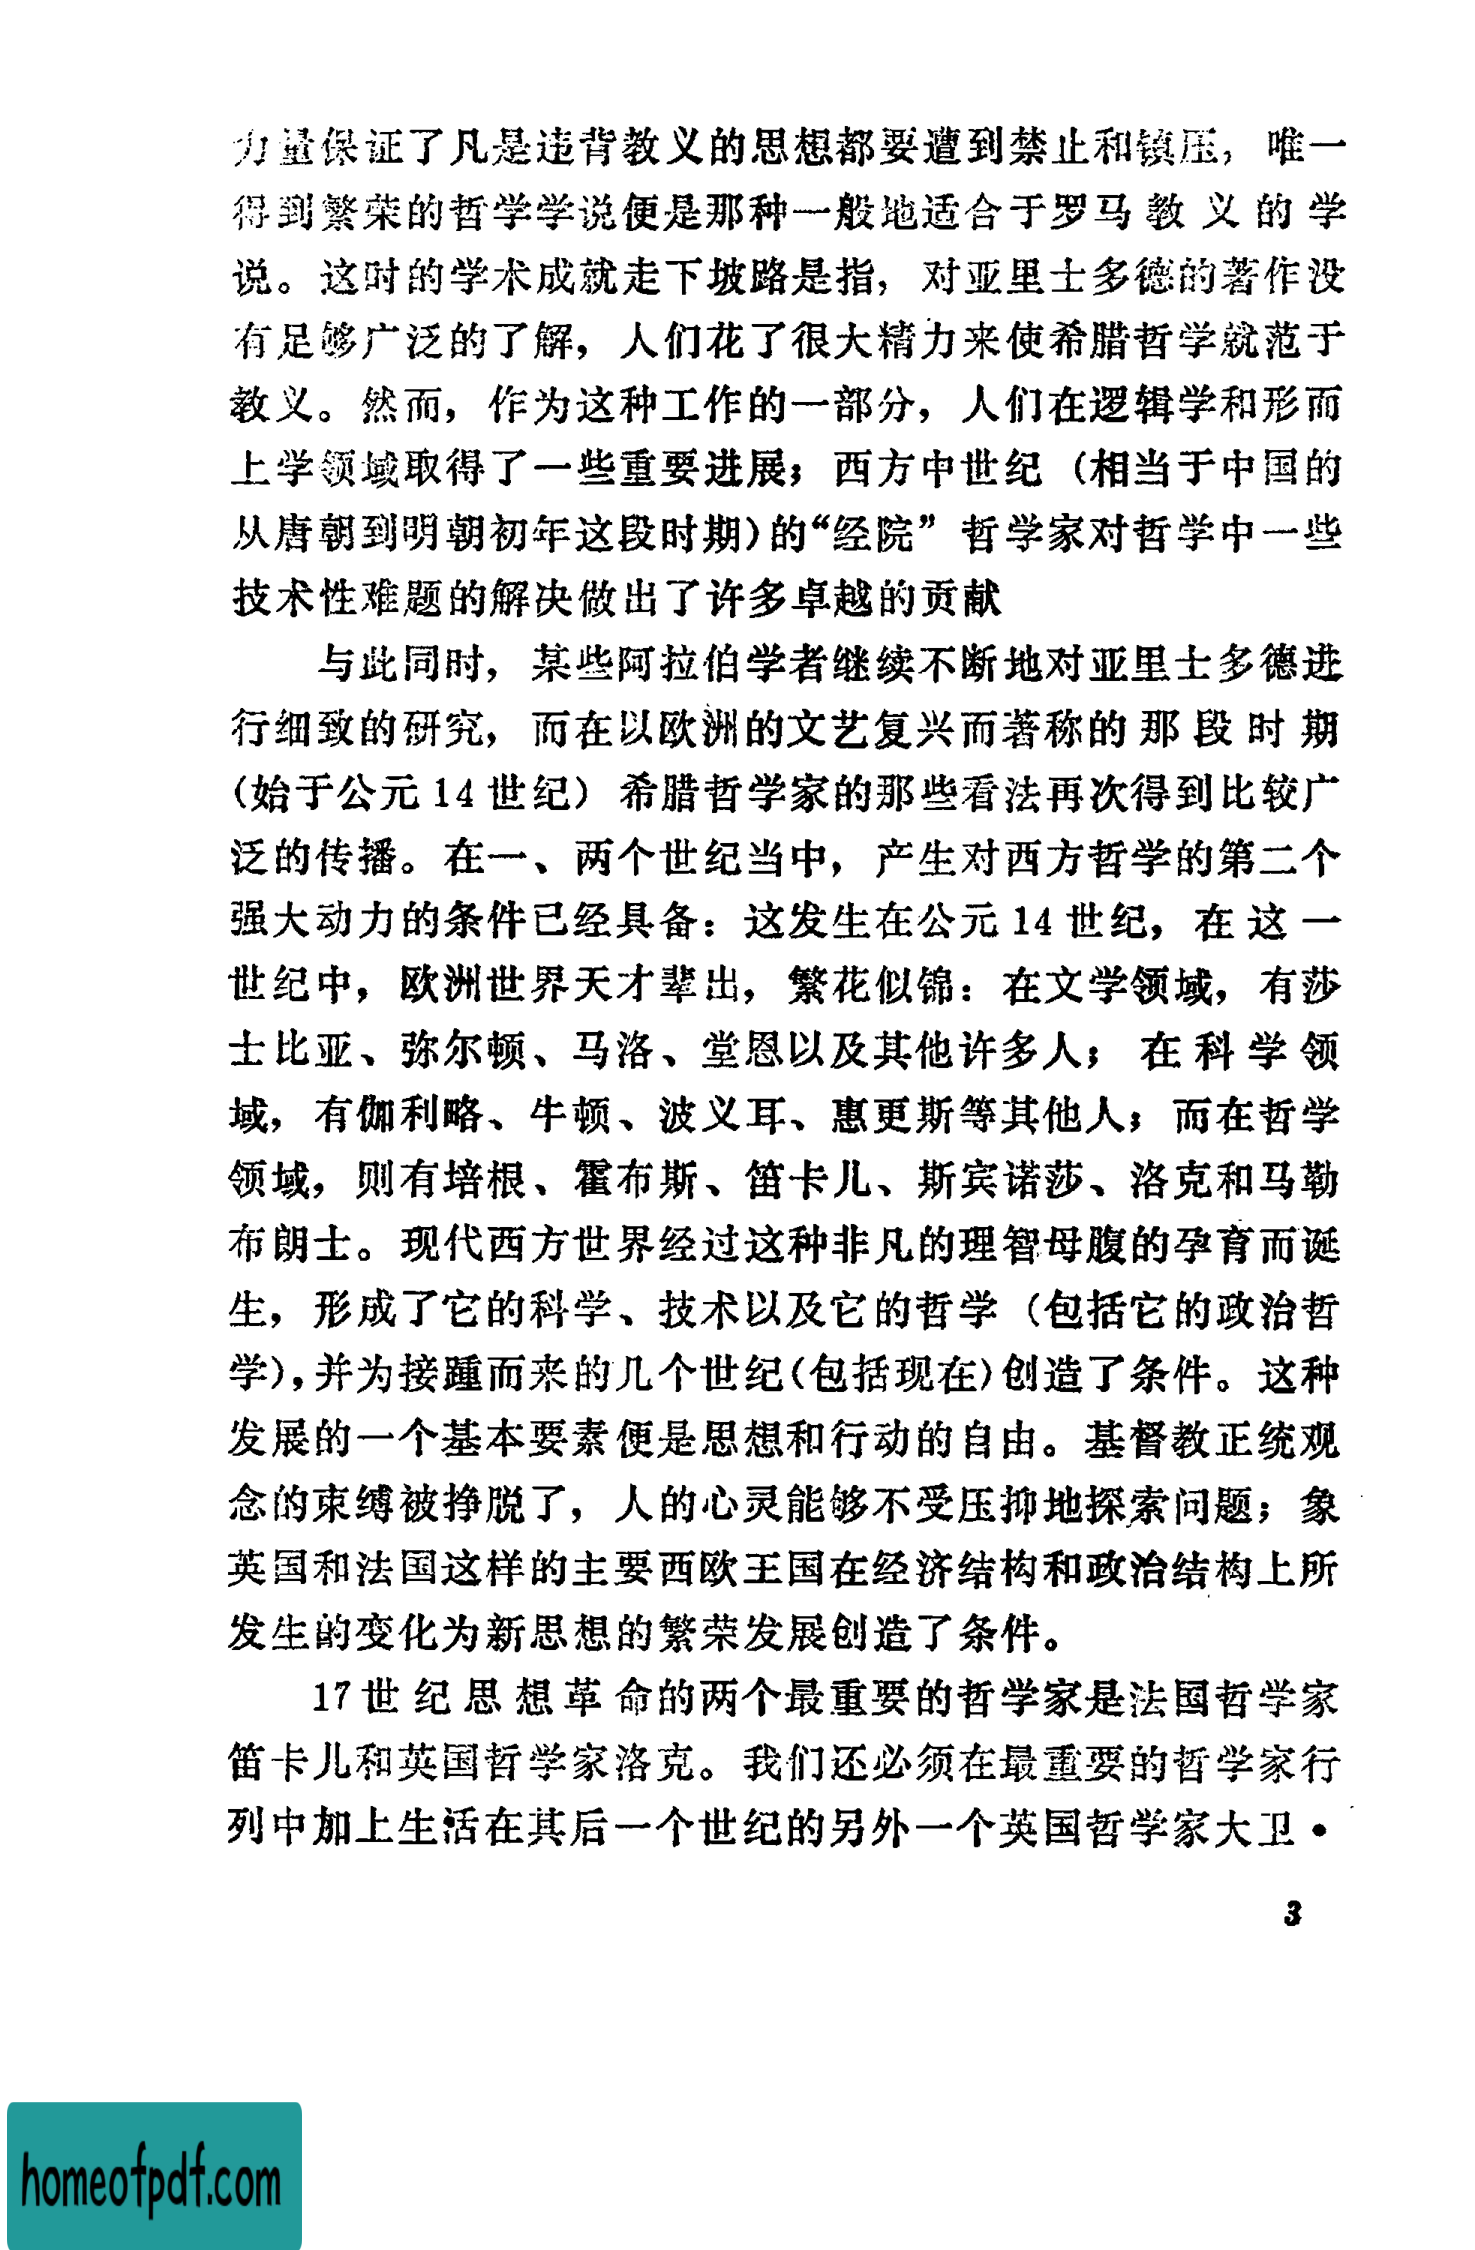 力量保证了凡是违背教义的思想都要遭到禁止和镇压，唯一
得到繁荣的哲学学说便是那种一般地适合于罗马教义的学
说。这时的学术成就走下坡路是指，对亚里士多德的著作没
有足够广泛的了解，人们花了很大精力来使希腊哲学就范于
教义。然而，作为这种工作的一部分，人们在逻辑学和形而
上学领域取得了一些重要进展；西方中世纪（相当于中国的
从唐朝到明朝初年这段时期）的“经院”哲学家对哲学中一些
技术性难题的解决做出了许多卓越的贡献
与此同时，某些阿拉伯学者继续不断地对亚里士多德进
行细致的研究，而在以欧洲的文艺复兴而著称的那段时期
（始于公元14世纪）希腊哲学家的那些看法再次得到比较广
泛的传播。在一、两个世纪当中，产生对西方哲学的第二个
强大动力的条件已经具备：这发生在公元14世纪，在这一
世纪中，欧洲世界天才辈出，繁花似锦：在文学领域，有莎
士比亚、弥尔顿、马洛、堂恩以及其他许多人；在科学领
域，有伽利略、牛顿、波义耳、惠更斯等其他人；而在哲学
领域，则有培根、霍布斯、笛卡儿、斯宾诺莎、洛克和马勒
布朗士。现代西方世界经过这种非凡的理智母腹的孕育而诞
生，形成了它的科学、技术以及它的哲学（包括它的政治哲
学），并为接踵而来的几个世纪（包括现在）创造了条件。这种
发展的一个基本要素便是思想和行动的自由。基督教正统观
念的束缚被挣脱了，人的心灵能够不受压抑地探索问题；象
英国和法国这样的主要西欧王国在经济结构和政治结构上所
发生的变化为新思想的繁荣发展创造了条件。
17世纪思想革命的两个最重要的哲学家是法国哲学家
笛卡儿和英国哲学家洛克。我们还必须在最重要的哲学家行
列中加上生活在其后一个世纪的另外一个英国哲学家大卫·
3
homeofpdf.com